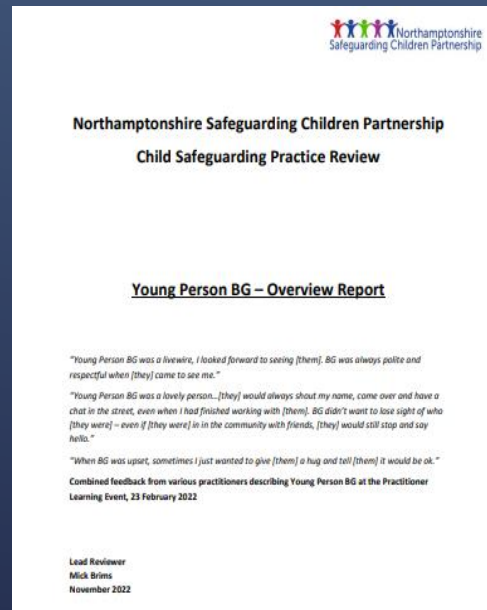 Northamptonshire
Safeguarding Children Partnership
Northamptonshire Safeguarding Children Partnership
Child Safeguarding Practice Review
Young Person BG – Overview Report
"Young Person BG was a livewire, I looked forward to seeing [them]. BG was always polite and
respectful when [they] came to see me."
"Young Person BG was a lovely person…[they] would always shout my name, come over and have a
chat in the street, even when I had finished working with [them]. BG didn't want to lose sight of who
[they were] – even if [they were] in in the community with friends, [they] would still stop and say
hello."
"When BG was upset, sometimes I just wanted to give [them] a hug and tell [them] it would be ok."
Combined feedback from various practitioners describing Young Person BG at the Practitioner
Learning Event, 23 February 2022
Lead Reviewer
Mick Brims
November 2022